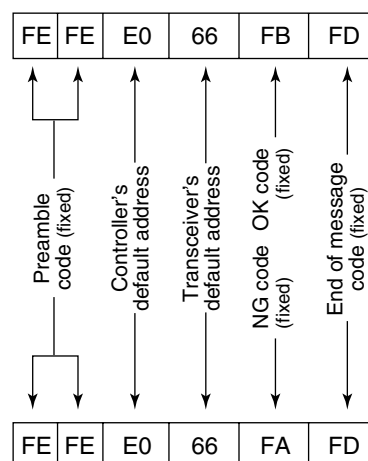 FE FE E0 66 FB FD
Preamble
code (fixed)
Controller's
default address
Transceiver's
default address
OK code
(fixed)
NG code
(fixed)
End of message
code (fixed)
FE FE E0 66 FA FD